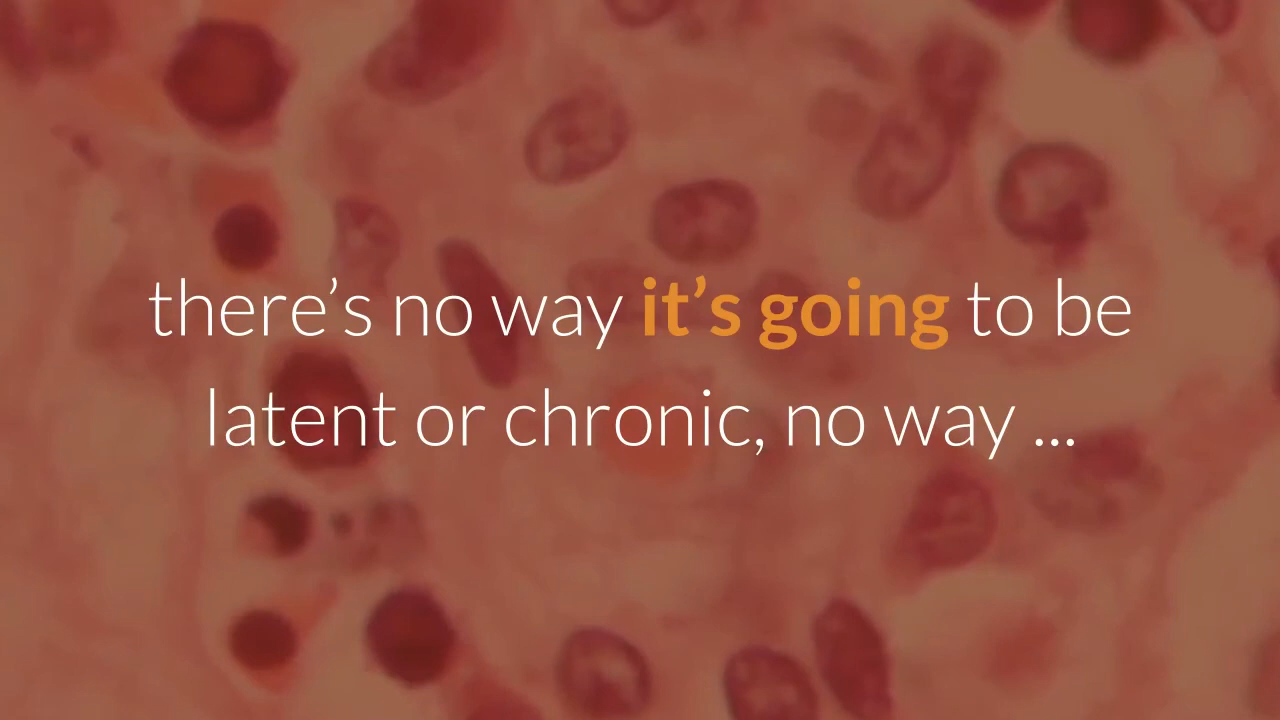 there’s no way it’s going to be
latent or chronic, no way ...